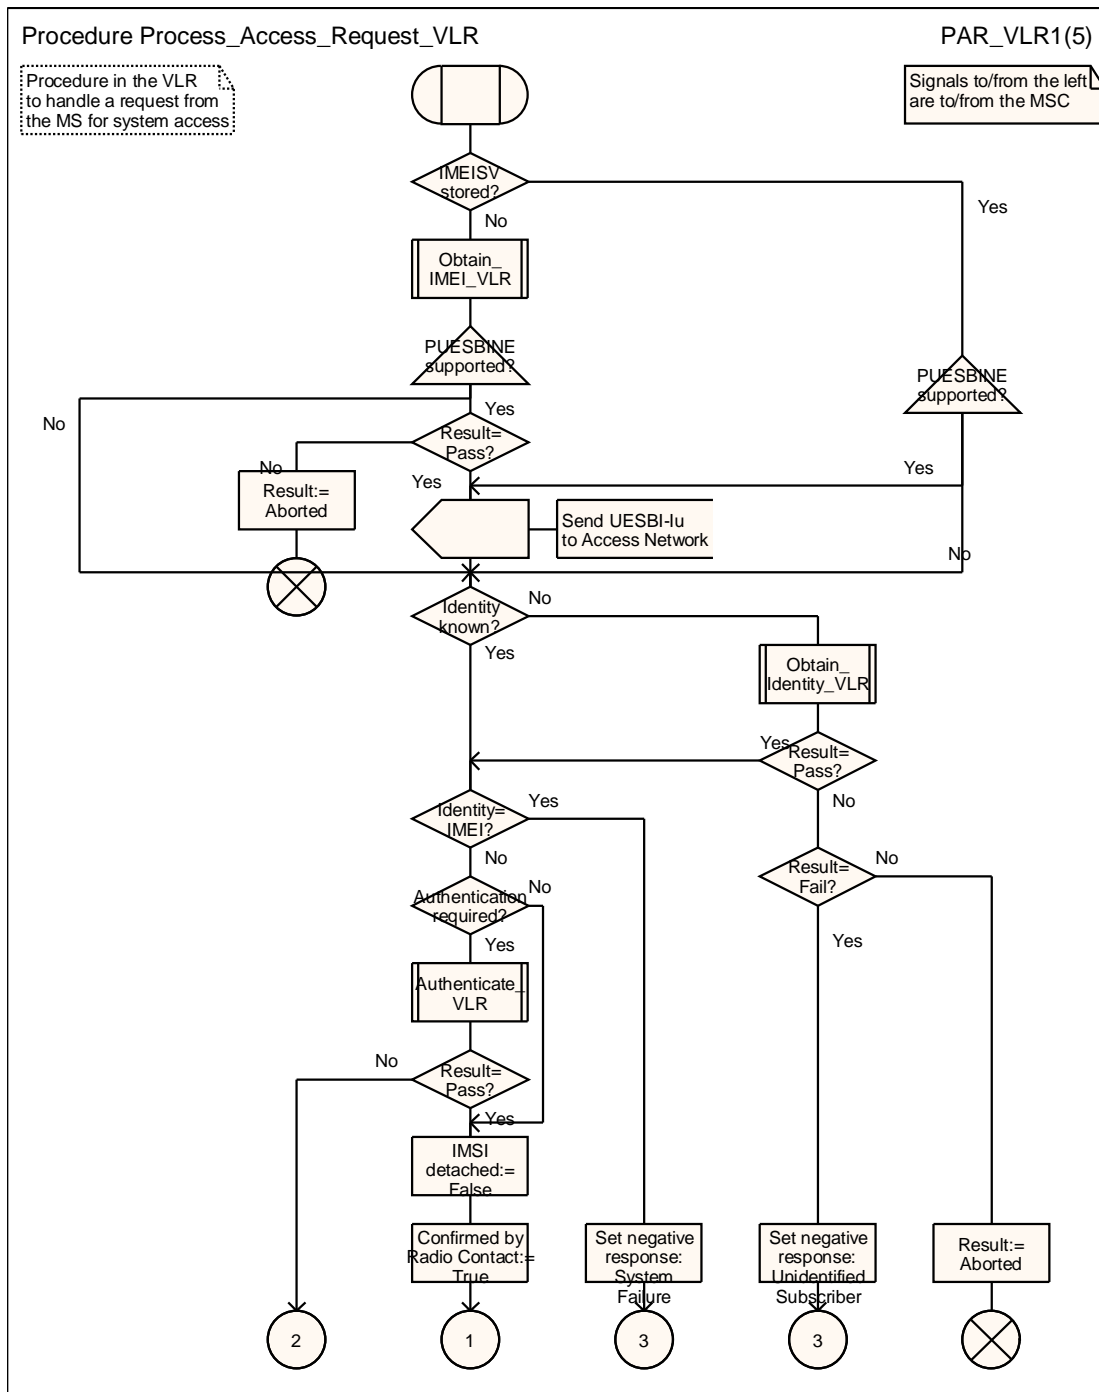 Procedure Process_Access_Request_VLR
PAR_VLR1(5)
Procedure in the VLR
to handle a request from
the MS for system access
Signals to/from the left
are to/from the MSC
IMEISV
stored?
Yes
No
Obtain_
IMEI_VLR
PUESBINE
supported?
PUESBINE
supported?
No
Yes
Result=
Pass?
No
Yes
Yes
Result:=
Aborted
Send UESBI-Iu
to Access Network
No
Identity
known?
No
Yes
Obtain_
Identity_VLR
Yes
Result=
Pass?
No
Identity=
IMEI?
Yes
No
Result=
Fail?
No
Yes
Authentication
required?
No
Yes
Authenticate_
VLR
No
Result=
Pass?
Yes
IMSI
detached:=
False
Confirmed by
Radio Contact:=
True
Set negative
response:
System
Failure
Set negative
response:
Unidentified
Subscriber
Result:=
Aborted
2
1
3
3